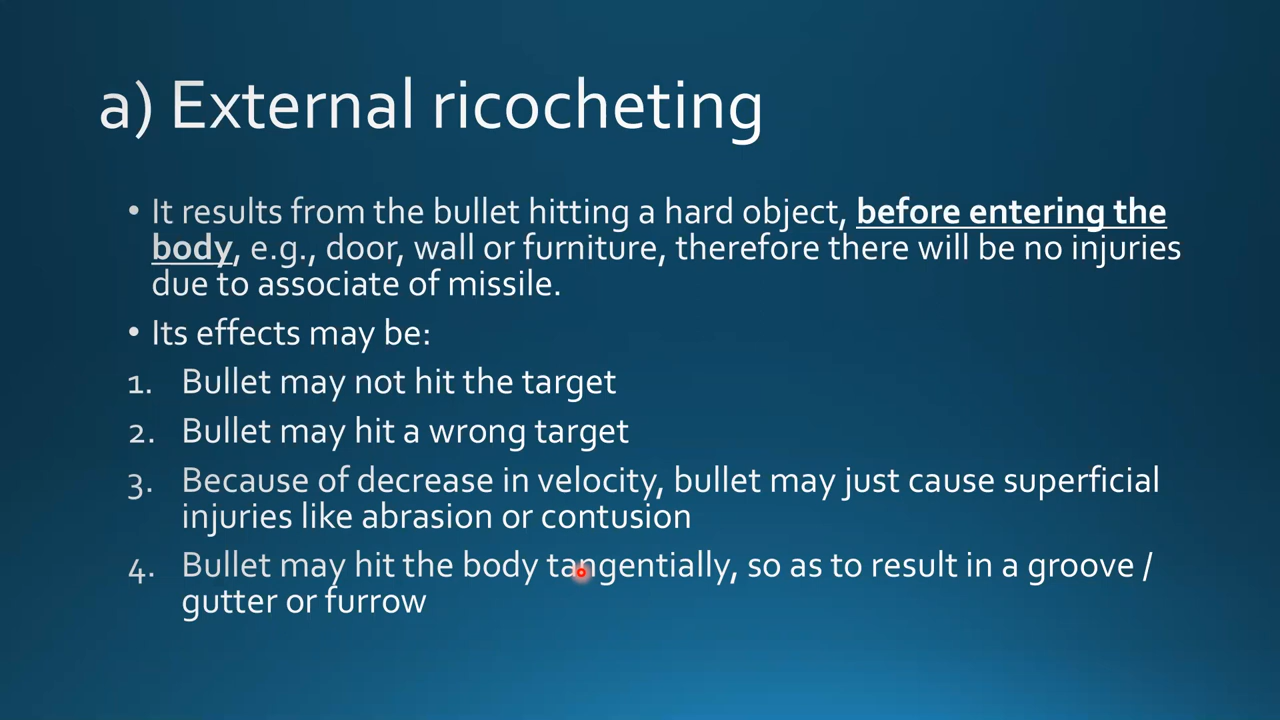 a) External ricocheting
• It results from the bullet hitting a hard object, before entering the
body, e.g., door, wall or furniture, therefore there will be no injuries
due to associate of missile.
• Its effects may be:
1. Bullet may not hit the target
2. Bullet may hit a wrong target
3. Because of decrease in velocity, bullet may just cause superficial
injuries like abrasion or contusion
4. Bullet may hit the body tangentially, so as to result in a groove /
gutter or furrow